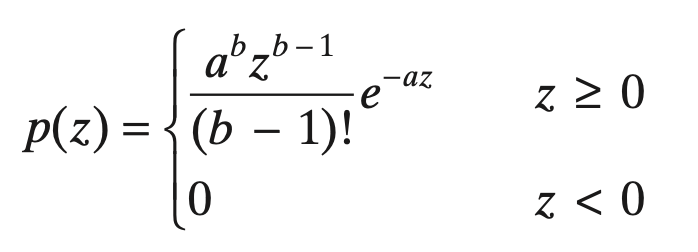 p(z) = { a^b z^{b − 1} / (b − 1)! e^{−az}    z ≥ 0
0    z < 0